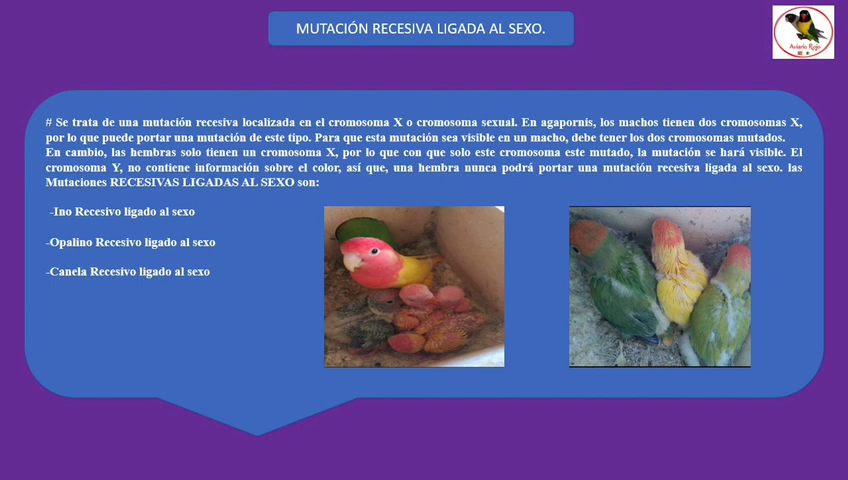 MUTACIÓN RECESIVA LIGADA AL SEXO.
Aviario Rojo
# Se trata de una mutación recesiva localizada en el cromosoma X o cromosoma sexual. En agapornis, los machos tienen dos cromosomas X,
por lo que puede portar una mutación de este tipo. Para que esta mutación sea visible en un macho, debe tener los dos cromosomas mutados.
En cambio, las hembras solo tienen un cromosoma X, por lo que con que solo este cromosoma este mutado, la mutación se hará visible. El
cromosoma Y, no contiene información sobre el color, así que, una hembra nunca podrá portar una mutación recesiva ligada al sexo. las
Mutaciones RECESIVAS LIGADAS AL SEXO son:
-Ino Recesivo ligado al sexo
-Opalino Recesivo ligado al sexo
-Canela Recesivo ligado al sexo